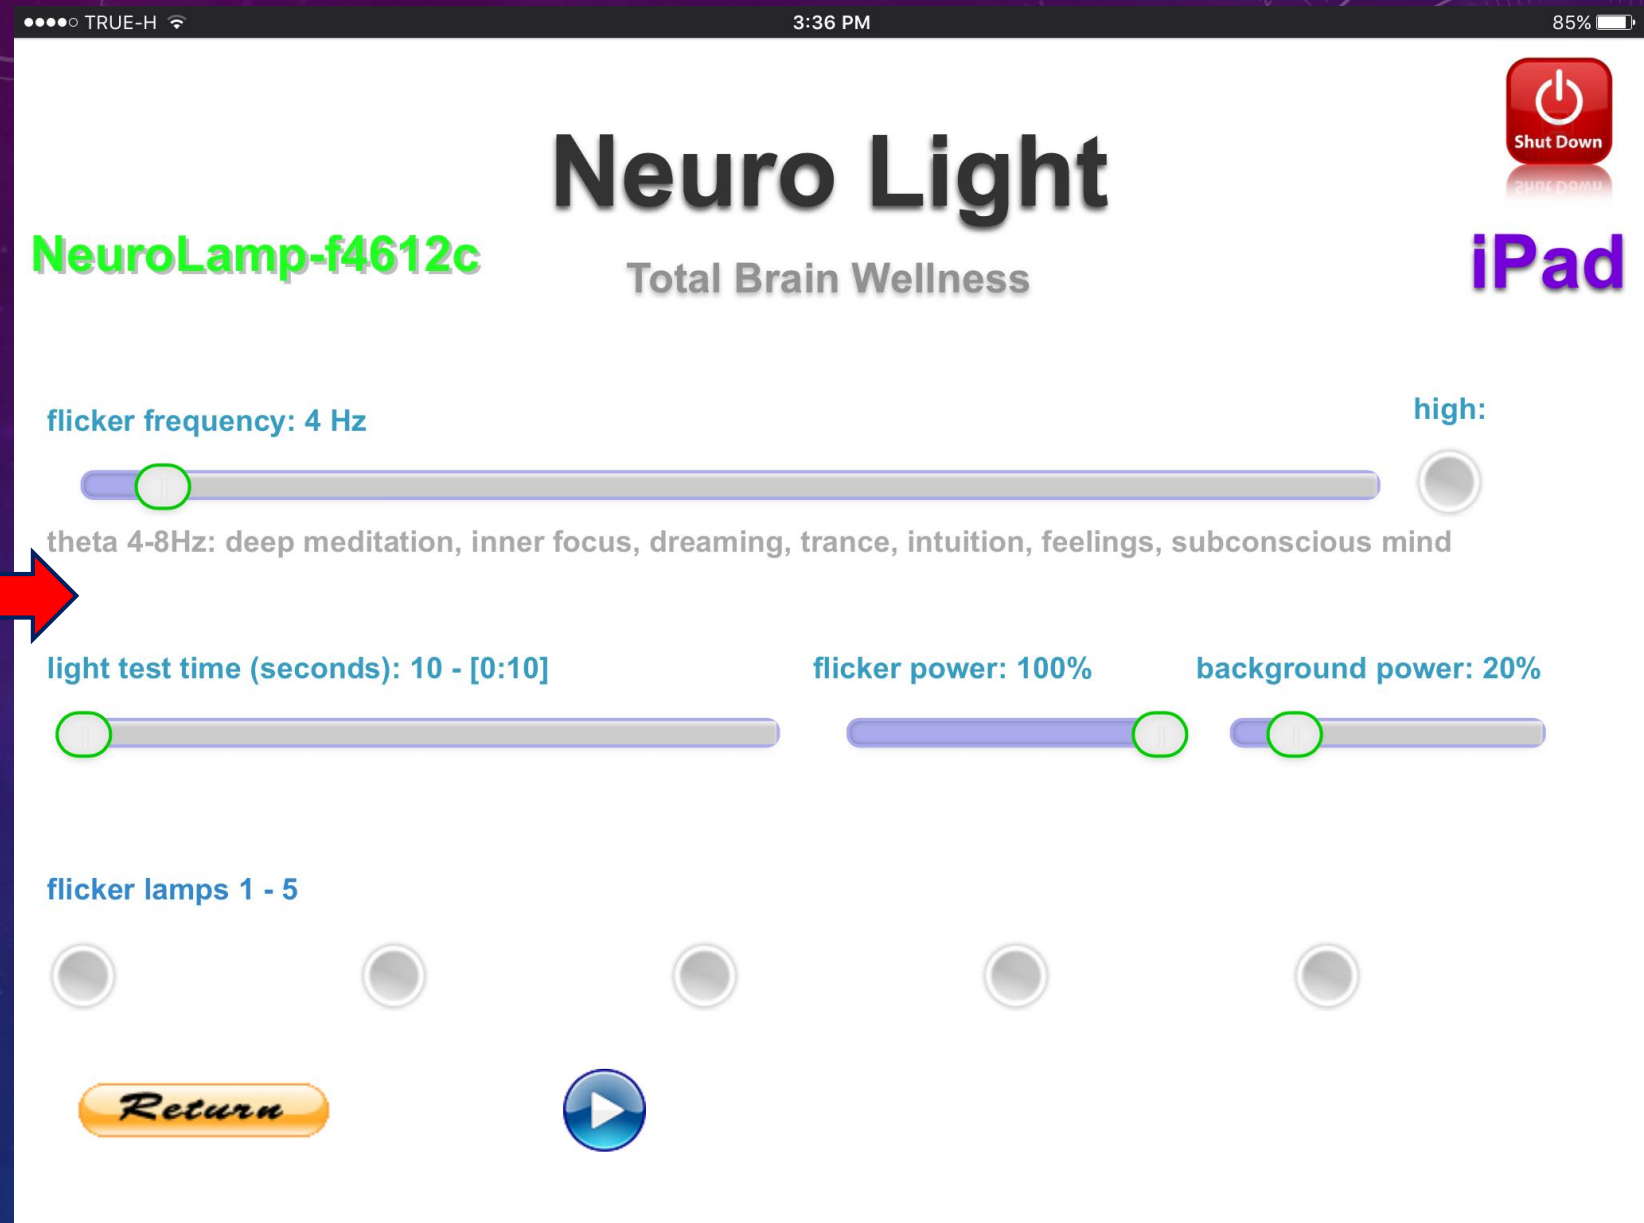 TRUE-H 3:36 PM 85%
Shut Down
Neuro Light
NeuroLamp-f4612c
Total Brain Wellness
iPad
flicker frequency: 4 Hz
high:
theta 4-8Hz: deep meditation, inner focus, dreaming, trance, intuition, feelings, subconscious mind
light test time (seconds): 10 - [0:10]
flicker power: 100%
background power: 20%
flicker lamps 1 - 5
Return